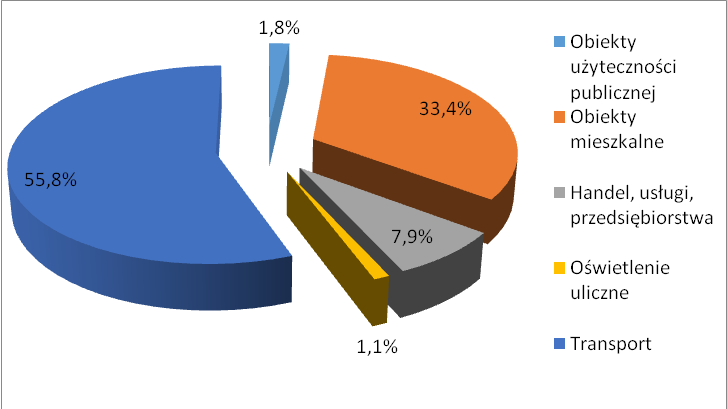 1,8%
33,4%
55,8%
7,9%
1,1%
Obiekty
użyteczności
publicznej
Obiekty
mieszkalne
Handel, usługi,
przedsiębiorstwa
Oświetlenie
uliczne
Transport